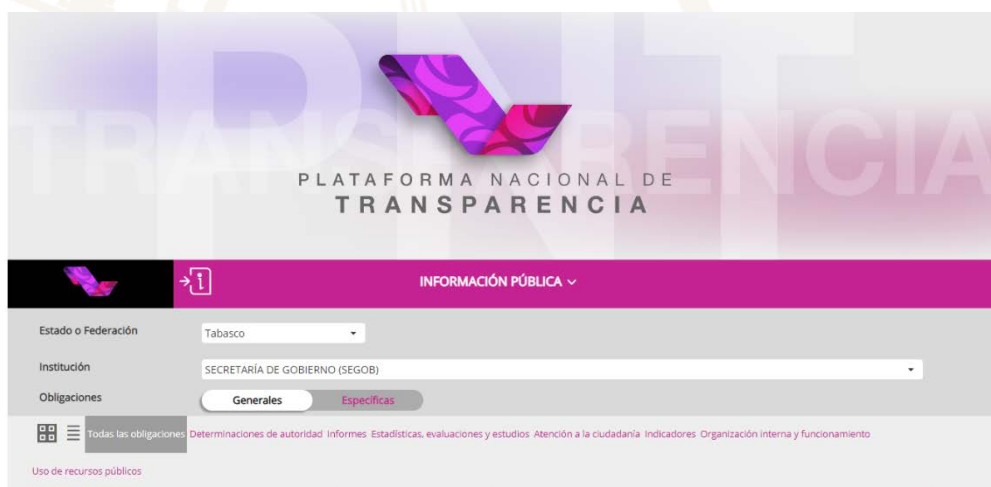 PNT
TRANSPARENCIA
PLATAFORMA NACIONAL DE
TRANSPARENCIA
INFORMACIÓN PÚBLICA
Estado o Federación
Tabasco
Institución
SECRETARÍA DE GOBIERNO (SEGOB)
Obligaciones
Generales Específicas
Todas las obligaciones Determinaciones de autoridad Informes Estadísticas, evaluaciones y estudios Atención a la ciudadanía Indicadores Organización interna y funcionamiento
Uso de recursos públicos